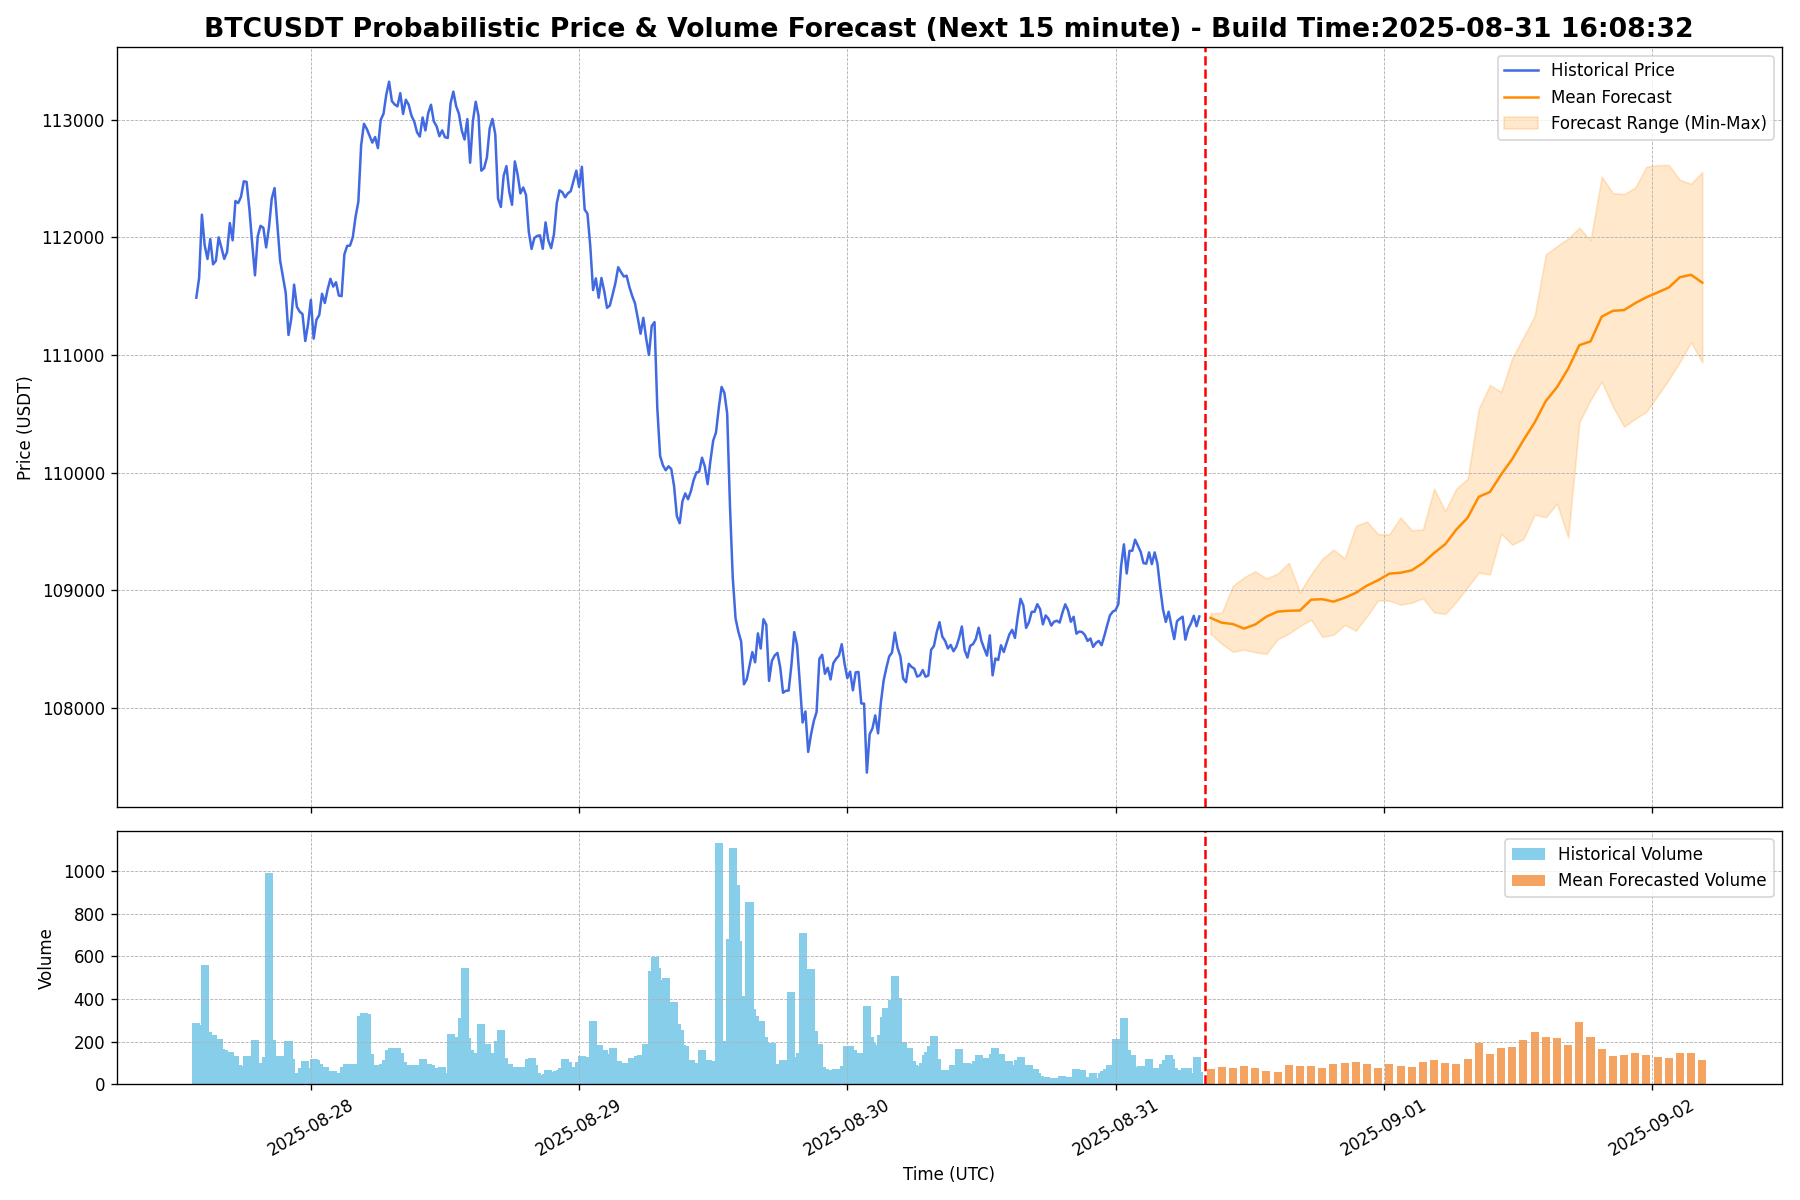 BTCUSDT Probabilistic Price & Volume Forecast (Next 15 minute) - Build Time:2025-08-31 16:08:32
Historical Price
Mean Forecast
Forecast Range (Min-Max)
Price (USDT)
113000
112000
111000
110000
109000
108000
Historical Volume
Mean Forecasted Volume
Volume
1000
800
600
400
200
0
2025-08-28
2025-08-29
2025-08-30
2025-08-31
2025-09-01
2025-09-02
Time (UTC)